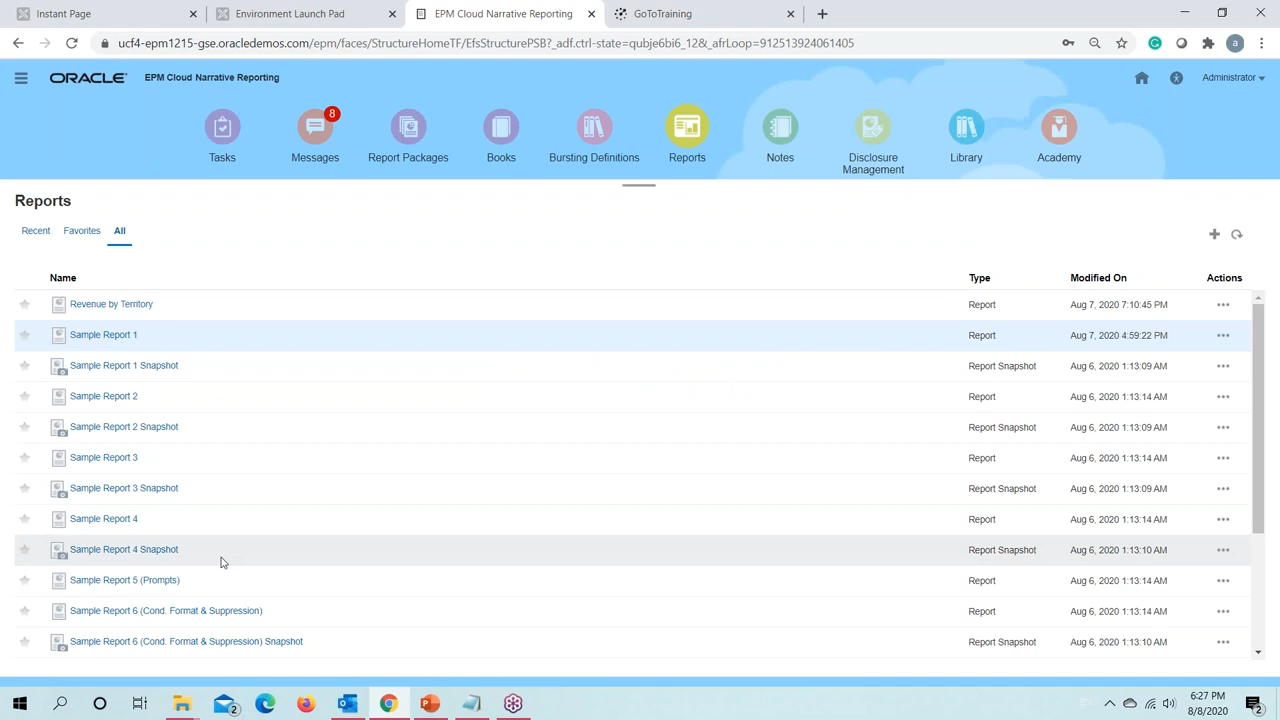 Instant Page
Environment Launch Pad
EPM Cloud Narrative Reporting
GoToTraining
ucf4-epm1215-gse.oracledemos.com/epm/faces/StructureHomeTF/EfsStructurePSB?_adf.ctrl-state=qubje6bi6_12&_afrLoop=912513924061405
a
ORACLE EPM Cloud Narrative Reporting
Administrator
8
Tasks
Messages
Report Packages
Books
Bursting Definitions
Reports
Notes
Disclosure
Management
Library
Academy
Reports
Recent Favorites All
Name Type Modified On Actions
Revenue by Territory Report Aug 7, 2020 7:10:45 PM
Sample Report 1 Report Aug 7, 2020 4:59:22 PM
Sample Report 1 Snapshot Report Snapshot Aug 6, 2020 1:13:09 AM
Sample Report 2 Report Aug 6, 2020 1:13:14 AM
Sample Report 2 Snapshot Report Snapshot Aug 6, 2020 1:13:09 AM
Sample Report 3 Report Aug 6, 2020 1:13:14 AM
Sample Report 3 Snapshot Report Snapshot Aug 6, 2020 1:13:09 AM
Sample Report 4 Report Aug 6, 2020 1:13:14 AM
Sample Report 4 Snapshot Report Snapshot Aug 6, 2020 1:13:10 AM
Sample Report 5 (Prompts) Report Aug 6, 2020 1:13:14 AM
Sample Report 6 (Cond. Format & Suppression) Report Aug 6, 2020 1:13:14 AM
Sample Report 6 (Cond. Format & Suppression) Snapshot Report Snapshot Aug 6, 2020 1:13:10 AM
2
6:27 PM
8/8/2020
2